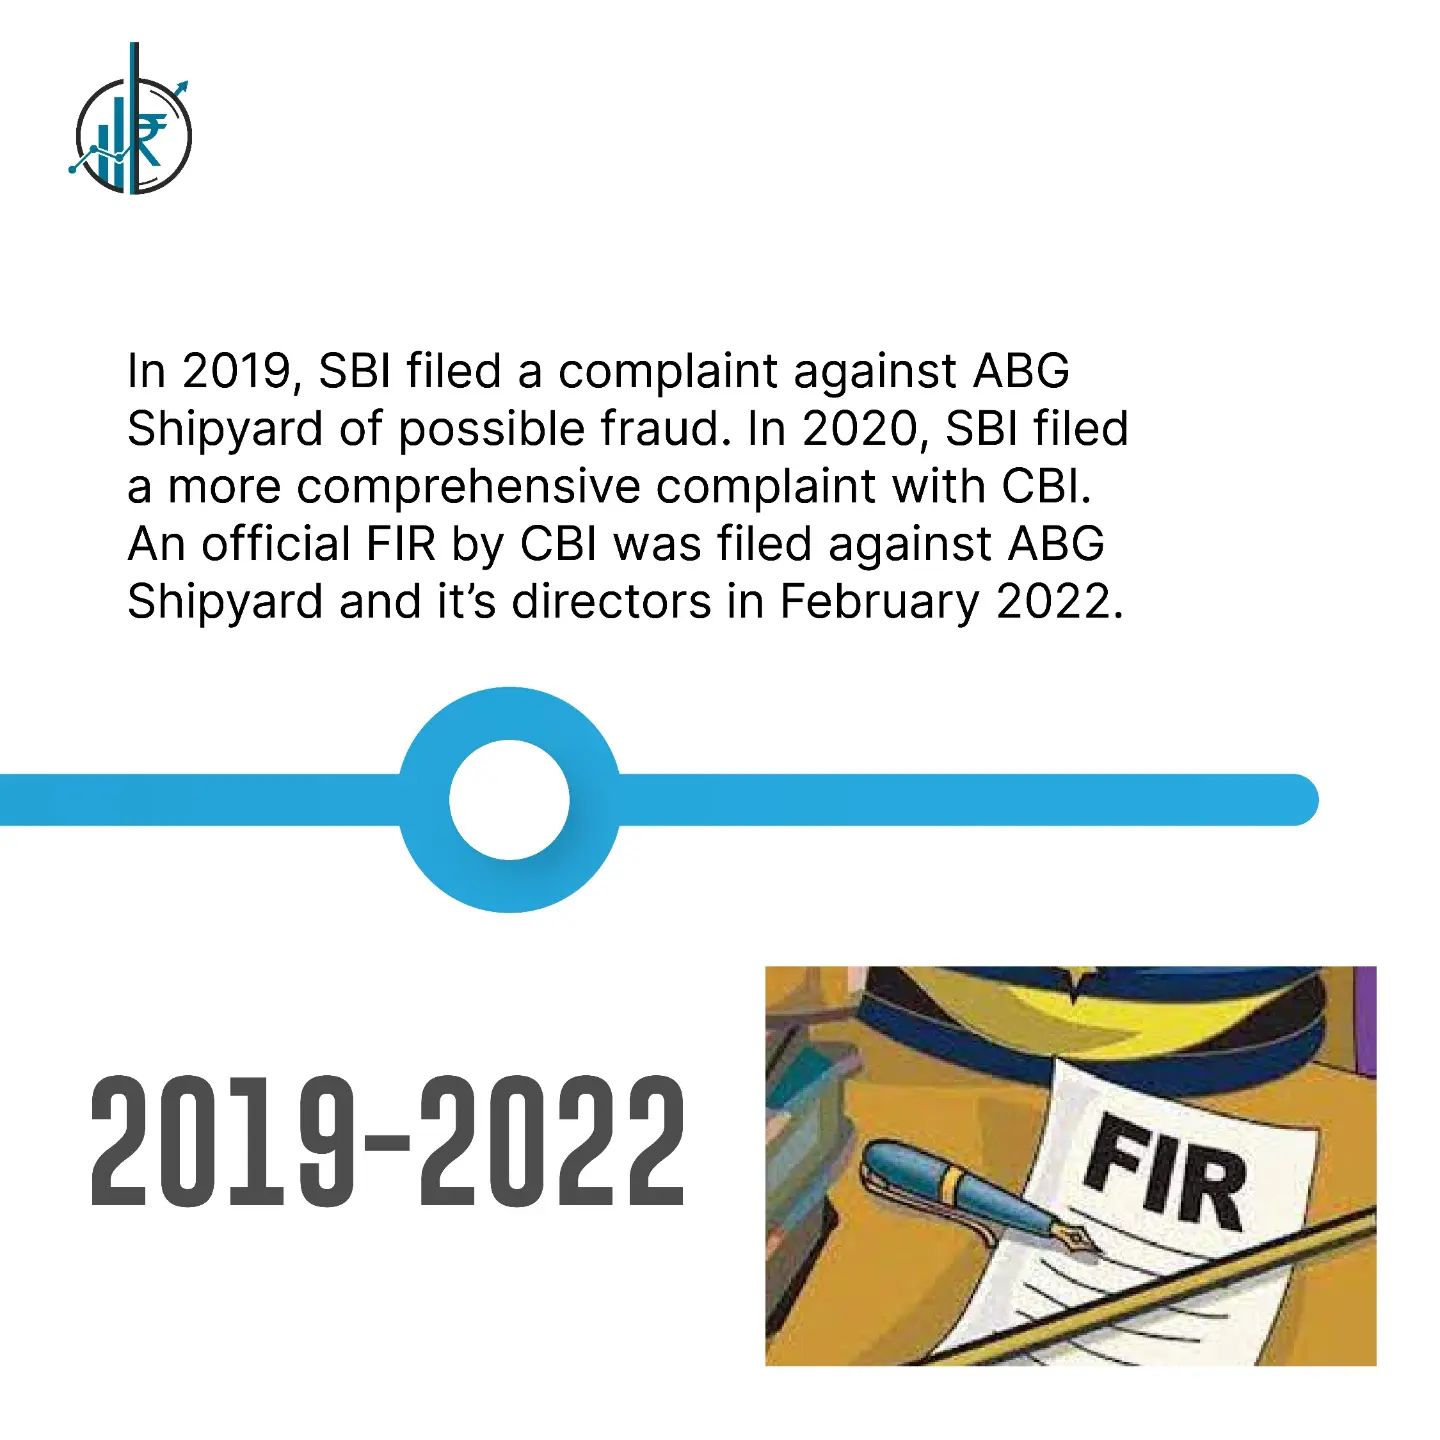 In 2019, SBI filed a complaint against ABG
Shipyard of possible fraud. In 2020, SBI filed
a more comprehensive complaint with CBI.
An official FIR by CBI was filed against ABG
Shipyard and it’s directors in February 2022.
2019-2022
FIR